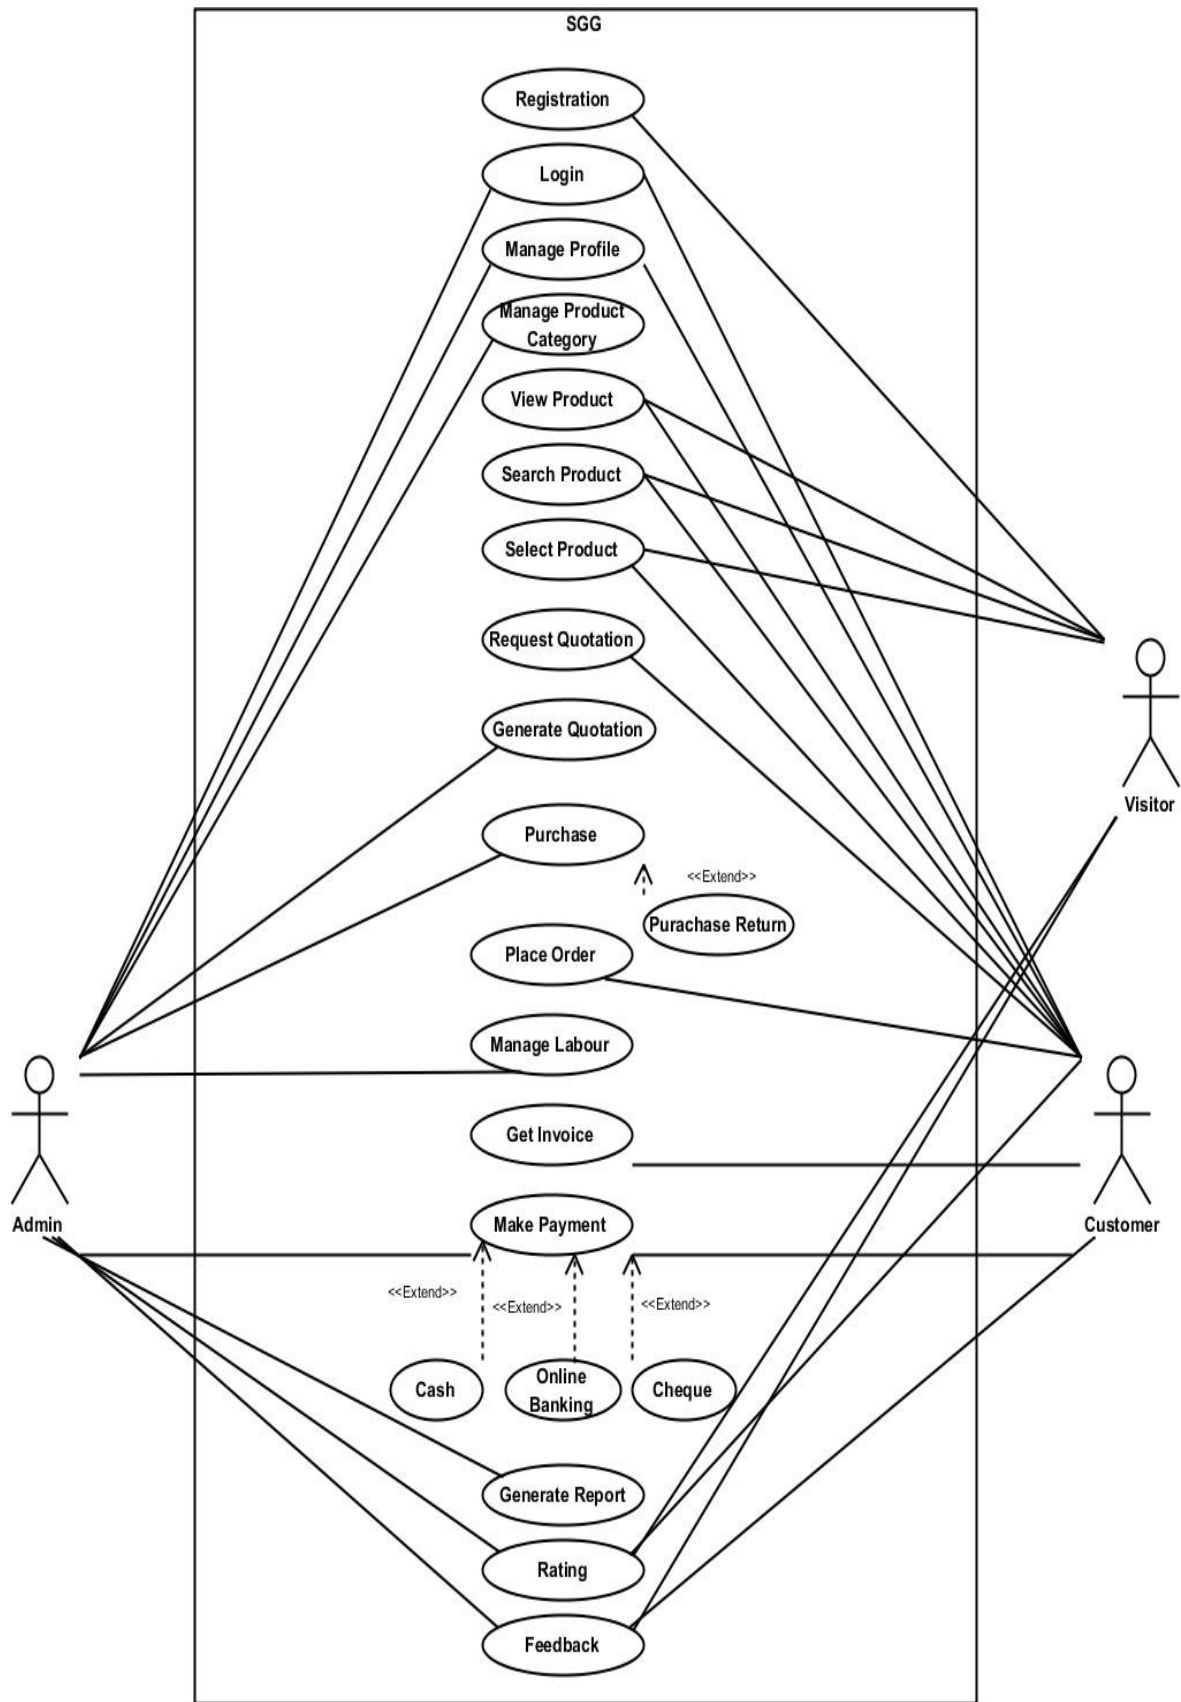 SGG
Registration
Login
Manage Profile
Manage Product
Category
View Product
Search Product
Select Product
Request Quotation
Generate Quotation
Visitor
Purchase
<<Extend>>
Purachase Return
Place Order
Manage Labour
Get Invoice
Admin
Make Payment
Customer
<<Extend>>
<<Extend>>
<<Extend>>
Cash
Online
Banking
Cheque
Generate Report
Rating
Feedback